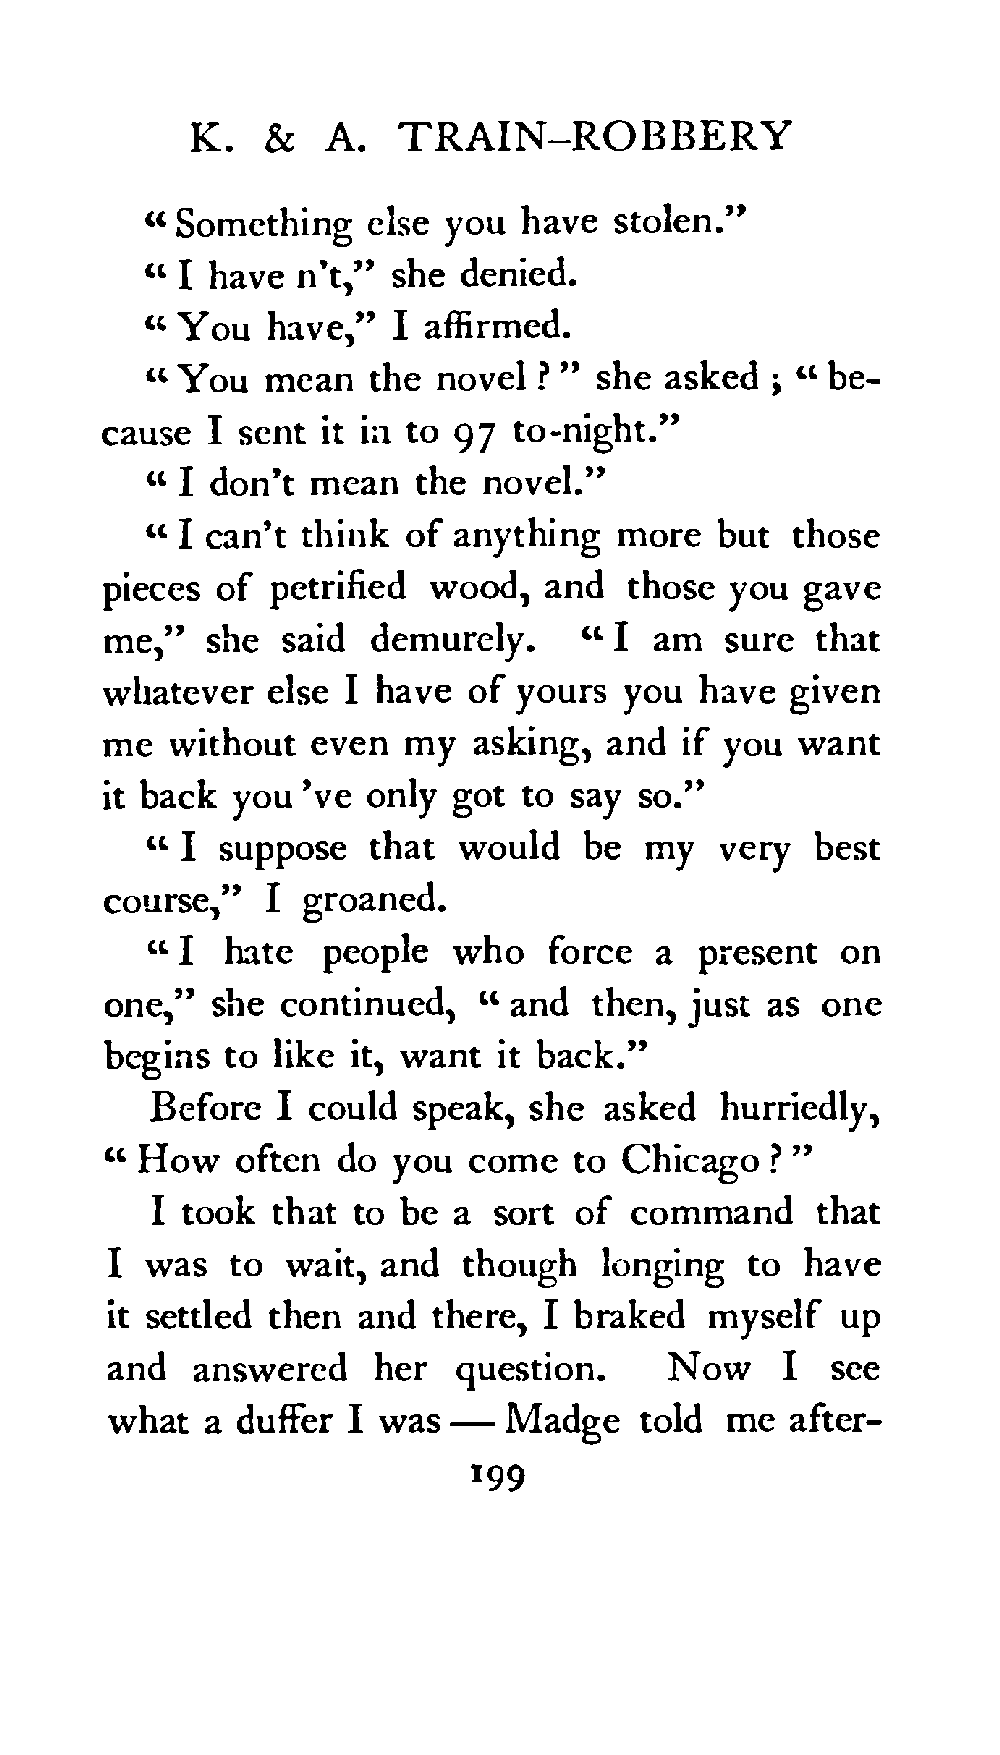 K. & A. TRAIN-ROBBERY
"Something else you have stolen."
"I have n't," she denied.
"You have," I affirmed.
"You mean the novel?" she asked; "be-
cause I sent it in to 97 to-night."
"I don't mean the novel."
"I can't think of anything more but those
pieces of petrified wood, and those you gave
me," she said demurely. "I am sure that
whatever else I have of yours you have given
me without even my asking, and if you want
it back you 've only got to say so."
"I suppose that would be my very best
course," I groaned.
"I hate people who force a present on
one," she continued, "and then, just as one
begins to like it, want it back."
Before I could speak, she asked hurriedly,
"How often do you come to Chicago?"
I took that to be a sort of command that
I was to wait, and though longing to have
it settled then and there, I braked myself up
and answered her question. Now I see
what a duffer I was — Madge told me after-
199